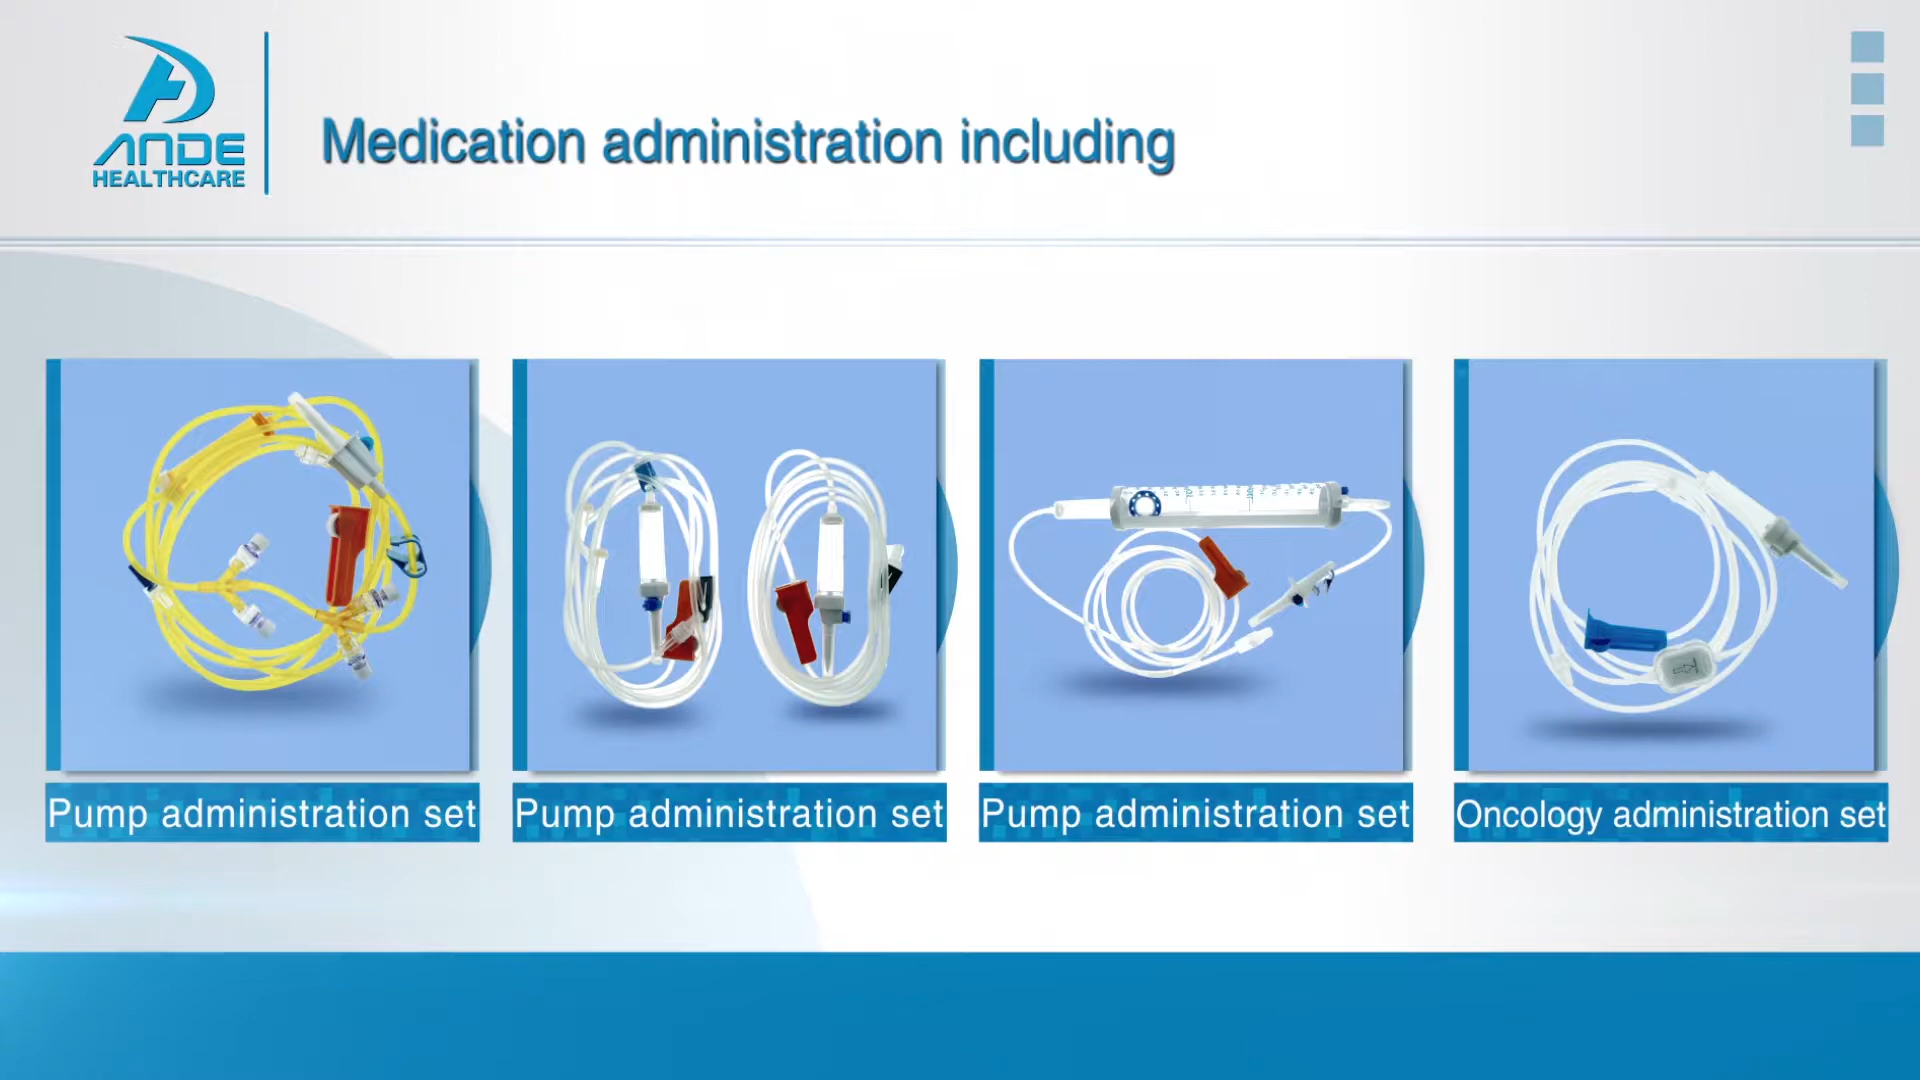 ANDE
HEALTHCARE
Medication administration including
Pump administration set
Pump administration set
Pump administration set
Oncology administration set